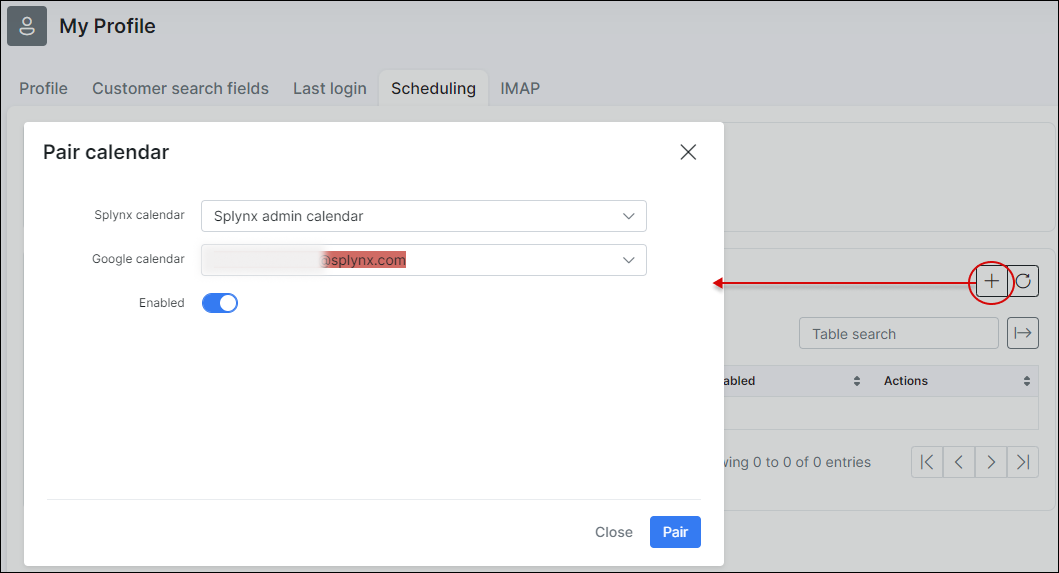 My Profile
Profile Customer search fields Last login Scheduling IMAP
Pair calendar
Splynx calendar Splynx admin calendar
Google calendar @splynx.com
Enabled
Table search
abled Actions
wing 0 to 0 of 0 entries
Close Pair